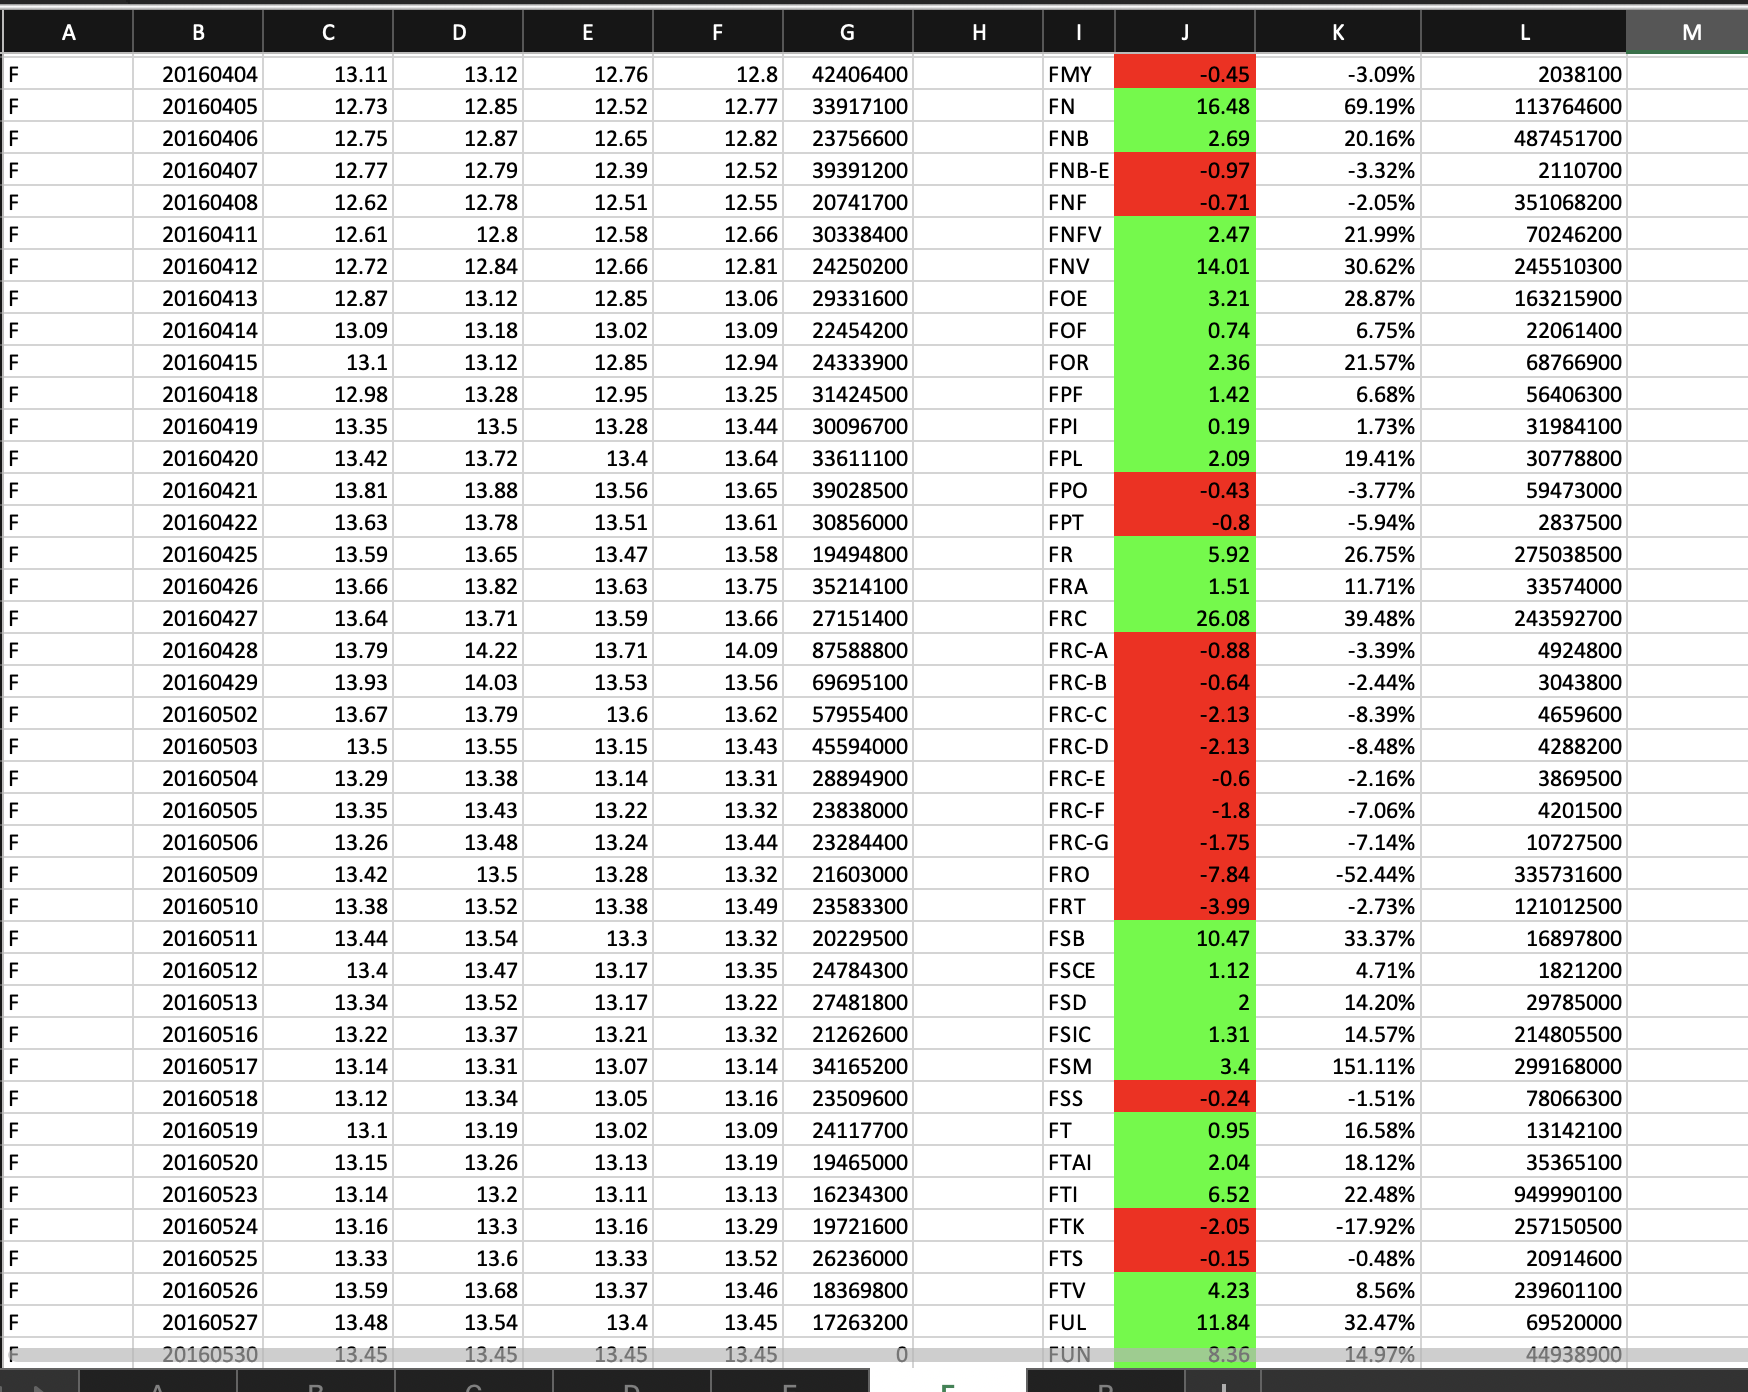 A B C D E F G H I J K L M
F 20160404 13.11 13.12 12.76 12.8 42406400 FMY -0.45 -3.09% 2038100
F 20160405 12.73 12.85 12.52 12.77 33917100 FN 16.48 69.19% 113764600
F 20160406 12.75 12.87 12.65 12.82 23756600 FNB 2.69 20.16% 487451700
F 20160407 12.77 12.79 12.39 12.52 39391200 FNB-E -0.97 -3.32% 2110700
F 20160408 12.62 12.78 12.51 12.55 20741700 FNF -0.71 -2.05% 351068200
F 20160411 12.61 12.8 12.58 12.66 30338400 FNFV 2.47 21.99% 70246200
F 20160412 12.72 12.84 12.66 12.81 24250200 FNV 14.01 30.62% 245510300
F 20160413 12.87 13.12 12.85 13.06 29331600 FOE 3.21 28.87% 163215900
F 20160414 13.09 13.18 13.02 13.09 22454200 FOF 0.74 6.75% 22061400
F 20160415 13.1 13.12 12.85 12.94 24333900 FOR 2.36 21.57% 68766900
F 20160418 12.98 13.28 12.95 13.25 31424500 FPF 1.42 6.68% 56406300
F 20160419 13.35 13.5 13.28 13.44 30096700 FPI 0.19 1.73% 31984100
F 20160420 13.42 13.72 13.4 13.64 33611100 FPL 2.09 19.41% 30778800
F 20160421 13.81 13.88 13.56 13.65 39028500 FPO -0.43 -3.77% 59473000
F 20160422 13.63 13.78 13.51 13.61 30856000 FPT -0.8 -5.94% 2837500
F 20160425 13.59 13.65 13.47 13.58 19494800 FR 5.92 26.75% 275038500
F 20160426 13.66 13.82 13.63 13.75 35214100 FRA 1.51 11.71% 33574000
F 20160427 13.64 13.71 13.59 13.66 27151400 FRC 26.08 39.48% 243592700
F 20160428 13.79 14.22 13.71 14.09 87588800 FRC-A -0.88 -3.39% 4924800
F 20160429 13.93 14.03 13.53 13.56 69695100 FRC-B -0.64 -2.44% 3043800
F 20160502 13.67 13.79 13.6 13.62 57955400 FRC-C -2.13 -8.39% 4659600
F 20160503 13.5 13.55 13.15 13.43 45594000 FRC-D -2.13 -8.48% 4288200
F 20160504 13.29 13.38 13.14 13.31 28894900 FRC-E -0.6 -2.16% 3869500
F 20160505 13.35 13.43 13.22 13.32 23838000 FRC-F -1.8 -7.06% 4201500
F 20160506 13.26 13.48 13.24 13.44 23284400 FRC-G -1.75 -7.14% 10727500
F 20160509 13.42 13.5 13.28 13.32 21603000 FRO -7.84 -52.44% 335731600
F 20160510 13.38 13.52 13.38 13.49 23583300 FRT -3.99 -2.73% 121012500
F 20160511 13.44 13.54 13.3 13.32 20229500 FSB 10.47 33.37% 16897800
F 20160512 13.4 13.47 13.17 13.35 24784300 FSCE 1.12 4.71% 1821200
F 20160513 13.34 13.52 13.17 13.22 27481800 FSD 2 14.20% 29785000
F 20160516 13.22 13.37 13.21 13.32 21262600 FSIC 1.31 14.57% 214805500
F 20160517 13.14 13.31 13.07 13.14 34165200 FSM 3.4 151.11% 299168000
F 20160518 13.12 13.34 13.05 13.16 23509600 FSS -0.24 -1.51% 78066300
F 20160519 13.1 13.19 13.02 13.09 24117700 FT 0.95 16.58% 13142100
F 20160520 13.15 13.26 13.13 13.19 19465000 FTAI 2.04 18.12% 35365100
F 20160523 13.14 13.2 13.11 13.13 16234300 FTI 6.52 22.48% 949990100
F 20160524 13.16 13.3 13.16 13.29 19721600 FTK -2.05 -17.92% 257150500
F 20160525 13.33 13.6 13.33 13.52 26236000 FTS -0.15 -0.48% 20914600
F 20160526 13.59 13.68 13.37 13.46 18369800 FTV 4.23 8.56% 239601100
F 20160527 13.48 13.54 13.4 13.45 17263200 FUL 11.84 32.47% 69520000
F 20160530 13.45 13.45 13.45 13.45 0 FUN 8.36 14.97% 44938900